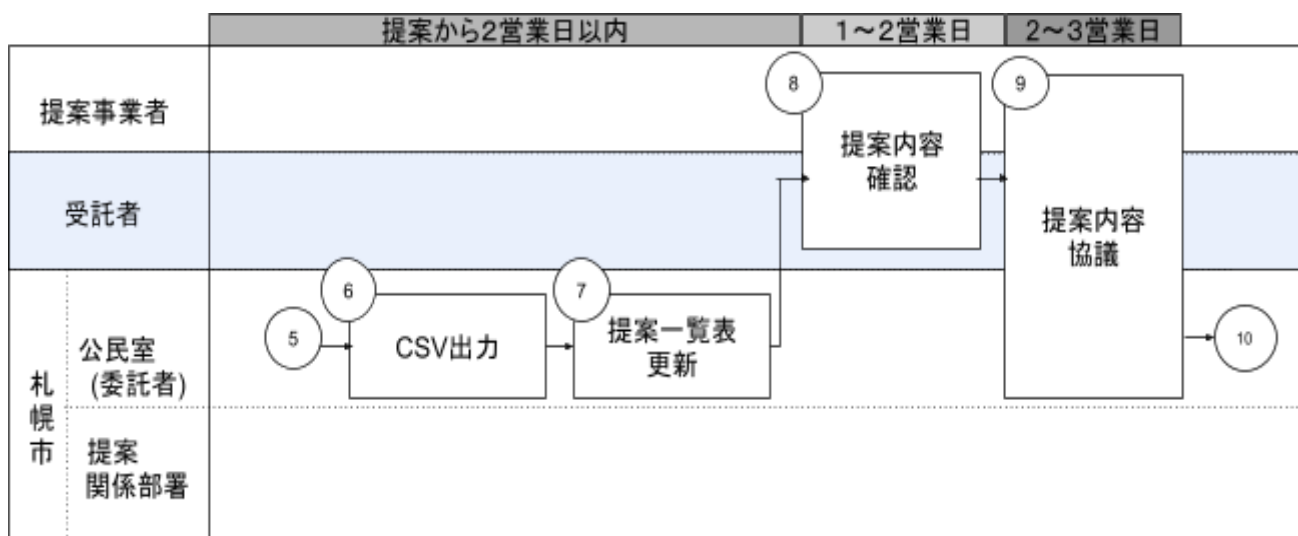 提案から2営業日以内
1～2営業日
2～3営業日
提案事業者
受託者
札幌市
公民室
(委託者)
提案
関係部署
5
6
CSV出力
7
提案一覧表
更新
8
提案内容
確認
9
提案内容
協議
10